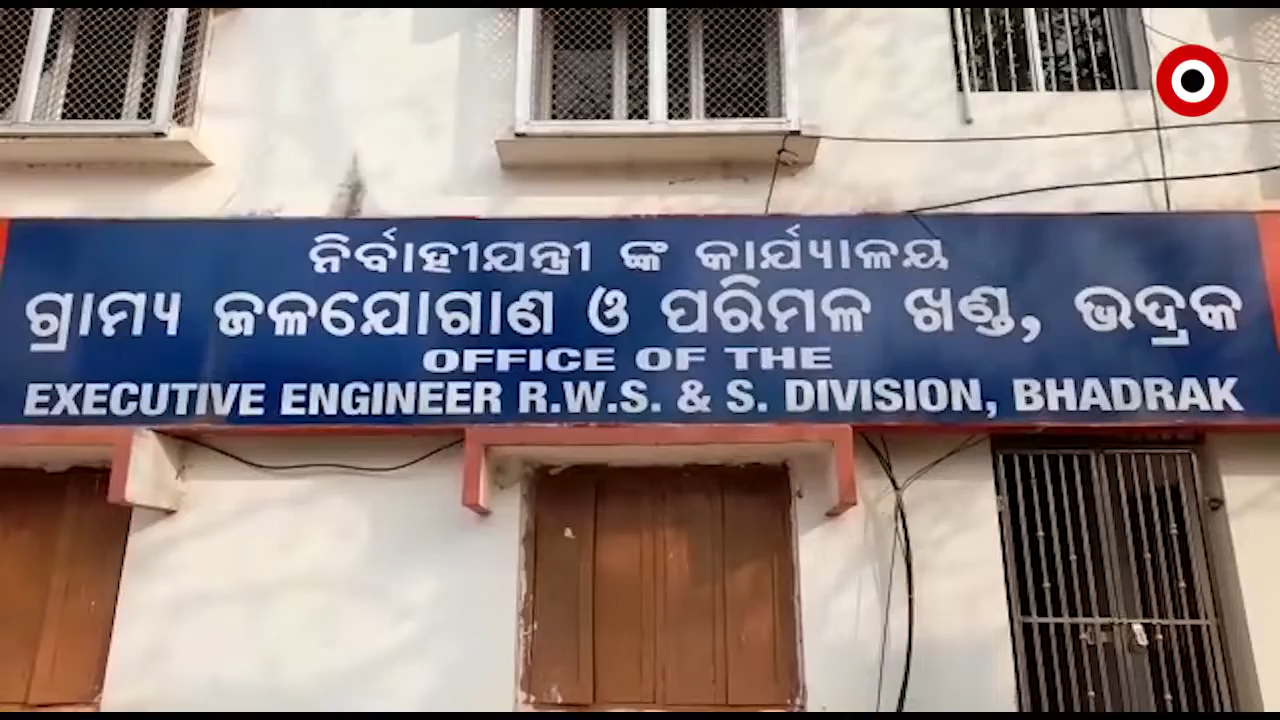 ନିର୍ବାହୀଯନ୍ତ୍ରୀ ଙ୍କ କାର୍ଯ୍ୟାଳୟ
ଗ୍ରାମ୍ୟ ଜଳଯୋଗାଣ ଓ ପରିମଳ ଖଣ୍ଡ, ଭଦ୍ରକ
OFFICE OF THE
EXECUTIVE ENGINEER R.W.S. & S. DIVISION, BHADRAK